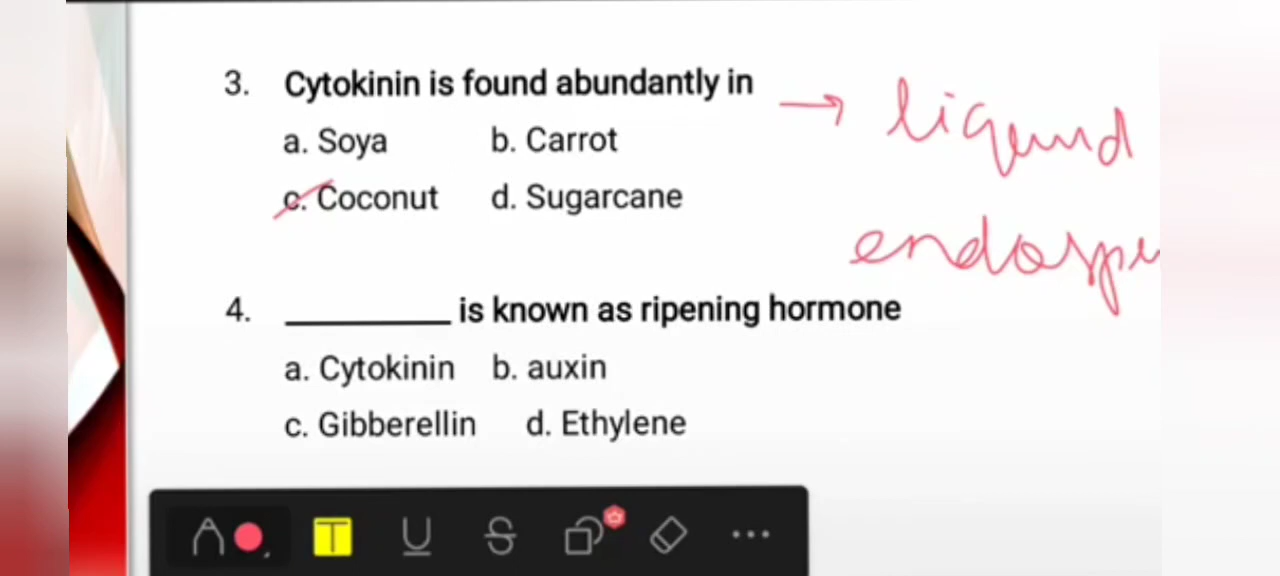 3. Cytokinin is found abundantly in → liquid
a. Soya b. Carrot
c. Coconut d. Sugarcane
4. __________ is known as ripening hormone
a. Cytokinin b. auxin
c. Gibberellin d. Ethylene